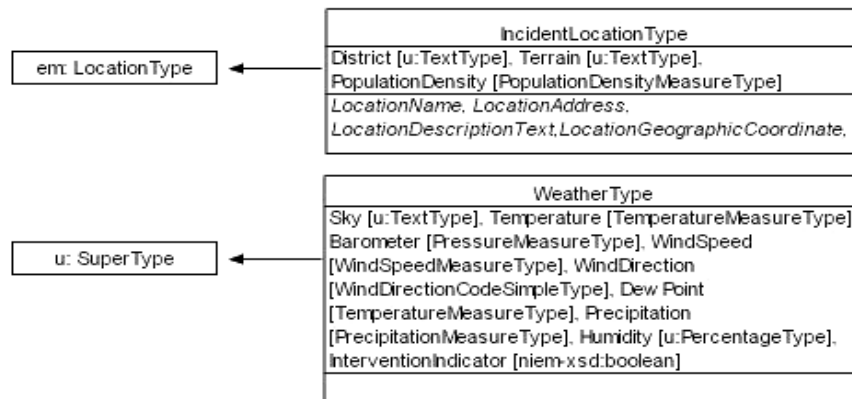 IncidentLocationType
em: LocationType
District [u:TextType], Terrain [u:TextType],
PopulationDensity [PopulationDensityMeasureType]
LocationName, LocationAddress,
LocationDescriptionText,LocationGeographicCoordinate,
WeatherType
u: SuperType
Sky [u:TextType], Temperature [TemperatureMeasureType]
Barometer [PressureMeasureType], WindSpeed
[WindSpeedMeasureType], WindDirection
[WindDirectionCodeSimpleType], Dew Point
[TemperatureMeasureType], Precipitation
[PrecipitationMeasureType], Humidity [u:PercentageType],
InterventionIndicator [niem-xsd:boolean]